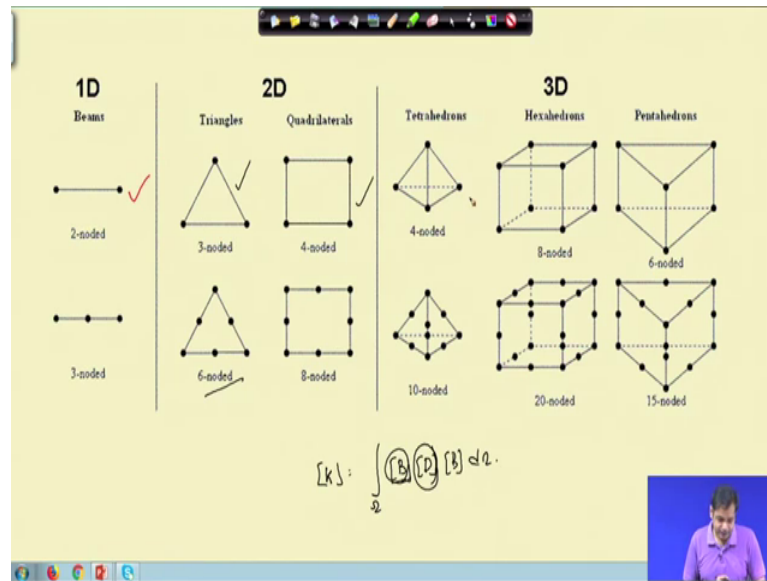 1D
2D
3D
Beams
Triangles
Quadrilaterals
Tetrahedrons
Hexahedrons
Pentahedrons
2-noded
3-noded
4-noded
4-noded
8-noded
6-noded
3-noded
6-noded
8-noded
10-noded
20-noded
15-noded
[K]: ∫Ω [B] [D] [B] dΩ.